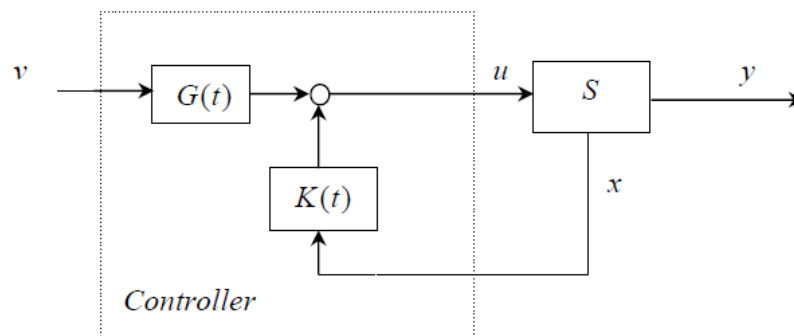 v
G(t)
u
S
y
K(t)
x
Controller